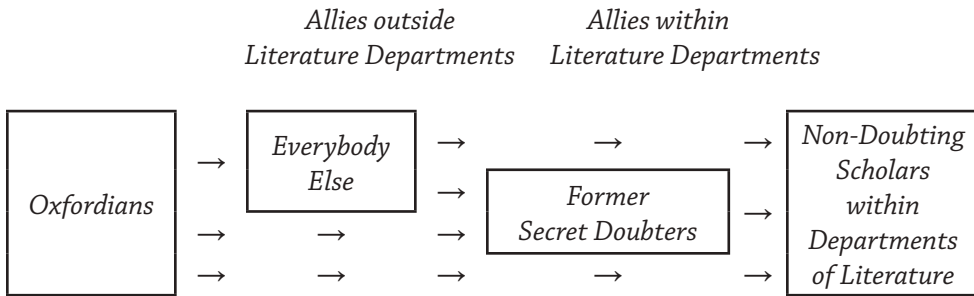 Allies outside
Literature Departments
Allies within
Literature Departments
Oxfordians
→
Everybody
Else
→ → →
→
Former
Secret Doubters
→
→ → →
→ → → → →
Non-Doubting
Scholars
within
Departments
of Literature